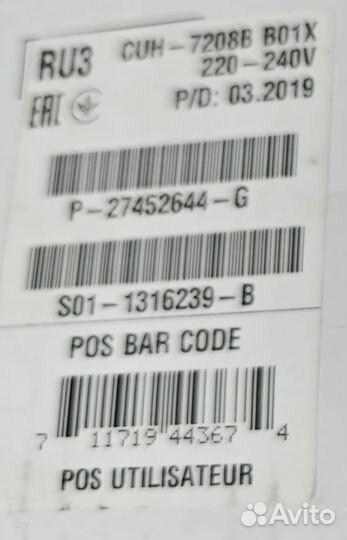 RU3 CUH-7208B B01X
220-240V
EAC P/D: 03.2019
P-27452644-G
S01-1316239-B
POS BAR CODE
7 11719 44367 4
POS UTILISATEUR
Avito